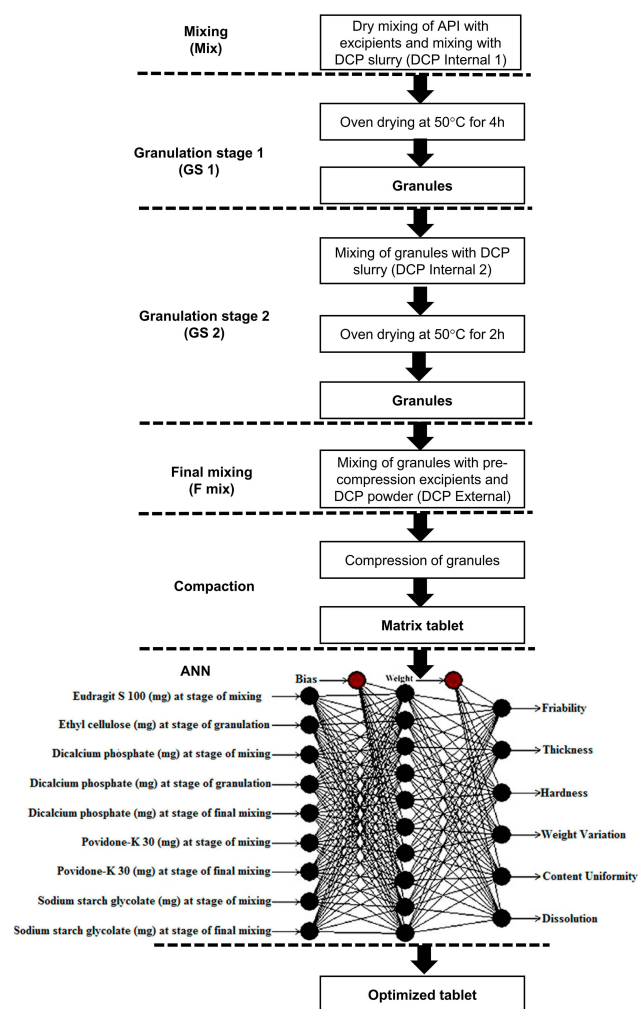 Mixing
(Mix)
Dry mixing of API with
excipients and mixing with
DCP slurry (DCP Internal 1)
Granulation stage 1
(GS 1)
Oven drying at 50°C for 4h
Granules
Granulation stage 2
(GS 2)
Mixing of granules with DCP
slurry (DCP Internal 2)
Oven drying at 50°C for 2h
Granules
Final mixing
(F mix)
Mixing of granules with pre-
compression excipients and
DCP powder (DCP External)
Compaction
Compression of granules
Matrix tablet
ANN
Bias
Weight
Eudragit S 100 (mg) at stage of mixing
Ethyl cellulose (mg) at stage of granulation
Dicalcium phosphate (mg) at stage of mixing
Dicalcium phosphate (mg) at stage of granulation
Dicalcium phosphate (mg) at stage of final mixing
Povidone-K 30 (mg) at stage of mixing
Povidone-K 30 (mg) at stage of final mixing
Sodium starch glycolate (mg) at stage of mixing
Sodium starch glycolate (mg) at stage of final mixing
Friability
Thickness
Hardness
Weight Variation
Content Uniformity
Dissolution
Optimized tablet